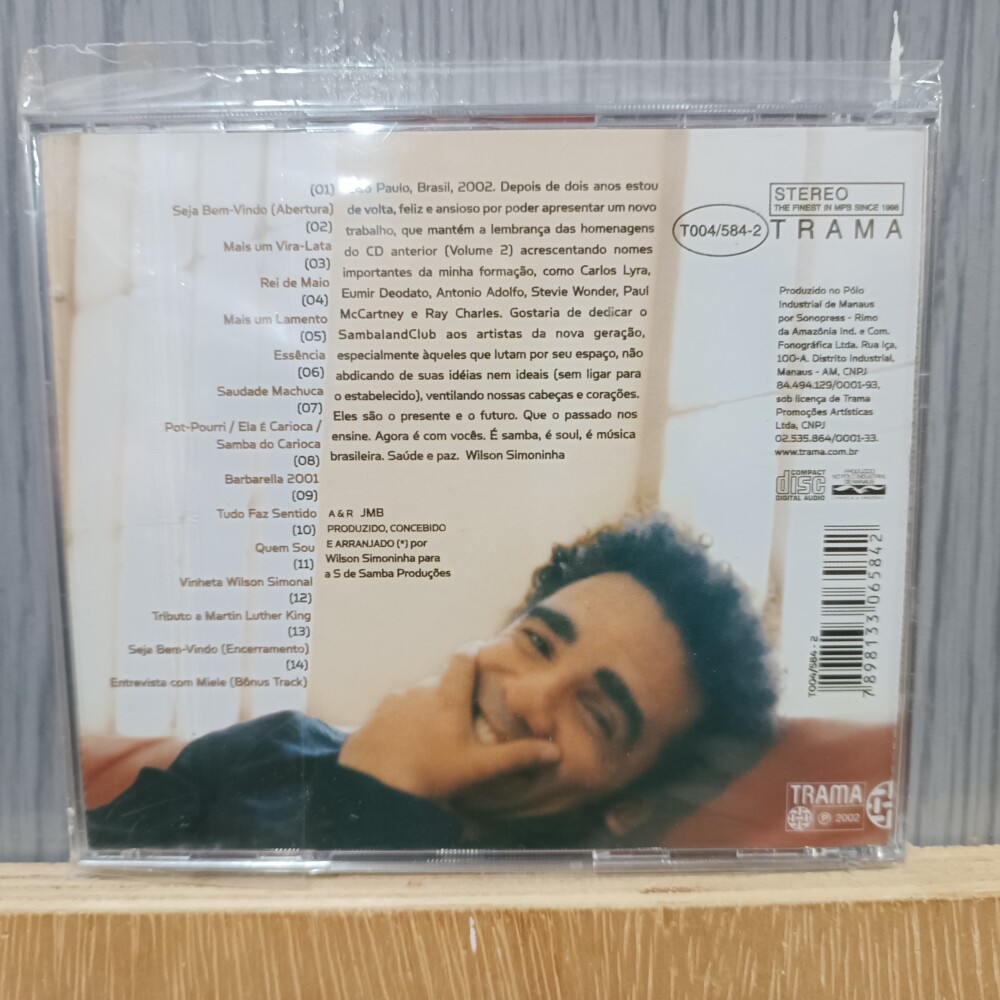 (01)
Seja Bem-Vindo (Abertura)
(02)
Mais um Vira-Lata
(03)
Rei de Maio
(04)
Mais um Lamento
(05)
Essência
(06)
Saudade Machuca
(07)
Pot-Pourri / Ela É Carioca /
Samba do Carioca
(08)
Barbarella 2001
(09)
Tudo Faz Sentido
(10)
Quem Sou
(11)
Vinheta Wilson Simonal
(12)
Tributo a Martin Luther King
(13)
Seja Bem-Vindo (Encerramento)
(14)
Entrevista com Miele (Bônus Track)
Paulo, Brasil, 2002. Depois de dois anos estou
de volta, feliz e ansioso por poder apresentar um novo
trabalho, que mantém a lembrança das homenagens
do CD anterior (Volume 2) acrescentando nomes
importantes da minha formação, como Carlos Lyra,
Eumir Deodato, Antonio Adolfo, Stevie Wonder, Paul
McCartney e Ray Charles. Gostaria de dedicar o
SambalandClub aos artistas da nova geração,
especialmente àqueles que lutam por seu espaço, não
abdicando de suas idéias nem ideais (sem ligar para
o estabelecido), ventilando nossas cabeças e corações.
Eles são o presente e o futuro. Que o passado nos
ensine. Agora é com vocês. É samba, é soul, é música
brasileira. Saúde e paz. Wilson Simoninha
A & R JMB
PRODUZIDO, CONCEBIDO
E ARRANJADO (*) por
Wilson Simoninha para
a S de Samba Produções
STEREO
THE FINEST IN MPB SINCE 1998
T004/584-2
TRAMA
Produzido no Pólo
Industrial de Manaus
por Sonopress - Rimo
da Amazônia Ind. e Com.
Fonográfica Ltda. Rua Iça,
100-A. Distrito Industrial,
Manaus - AM, CNPJ
84.494.129/0001-93,
sob licença de Trama
Promoções Artísticas
Ltda, CNPJ
02.535.864/0001-33.
www.trama.com.br
COMPACT
disc
DIGITAL AUDIO
PRODUZIDO
NO PÓLO INDUSTRIAL
DE MANAUS
T004/584 - 2
7 898133 065842
TRAMA
℗ 2002